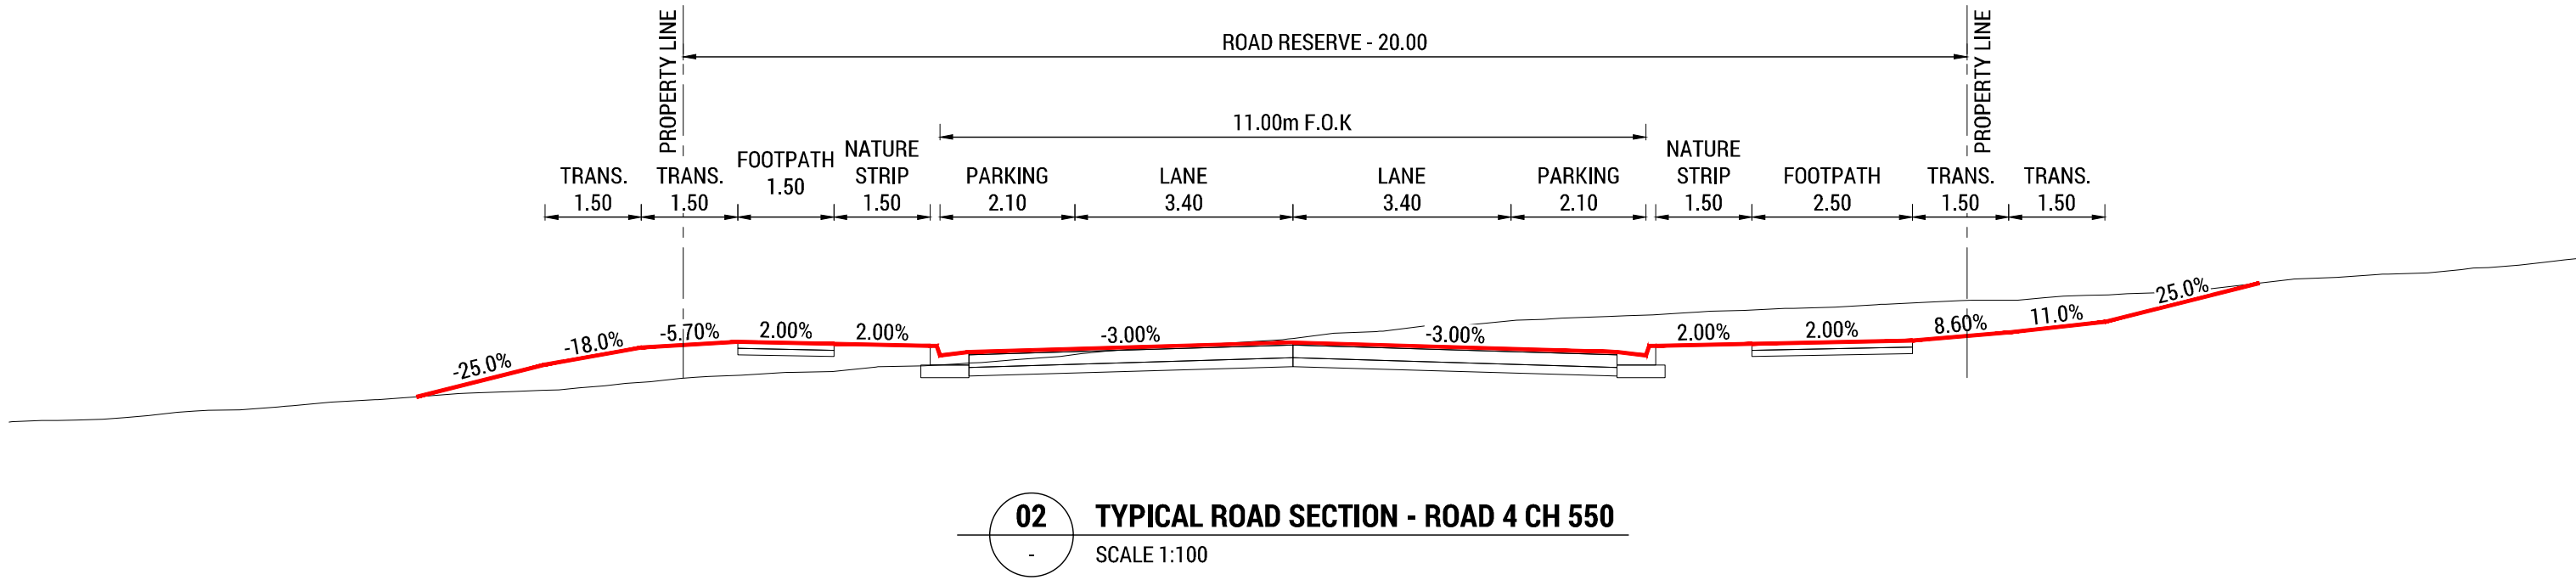 PROPERTY LINE
ROAD RESERVE - 20.00
PROPERTY LINE
11.00m F.O.K
TRANS.
1.50
TRANS.
1.50
FOOTPATH
1.50
NATURE
STRIP
1.50
PARKING
2.10
LANE
3.40
LANE
3.40
PARKING
2.10
NATURE
STRIP
1.50
FOOTPATH
2.50
TRANS.
1.50
TRANS.
1.50
-25.0%
-18.0%
-5.70%
2.00%
2.00%
-3.00%
-3.00%
2.00%
2.00%
8.60%
11.0%
25.0%
02
-
TYPICAL ROAD SECTION - ROAD 4 CH 550
SCALE 1:100